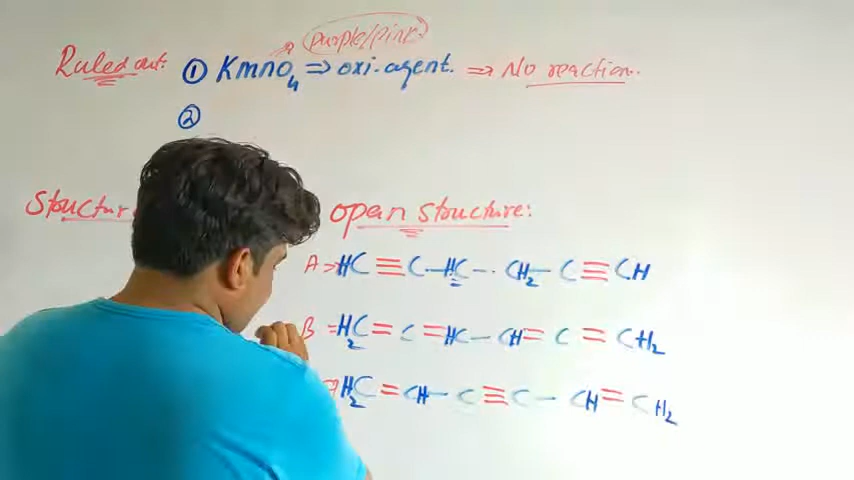 purple/pink
Ruled out: ① KmnO₄ ⇒ oxi.agent. ⇒ No reaction.
②
Structur open structure:
A⇒ HC≡C-HC-CH₂-C≡CH
B⇒ H₂C=C=HC-CH=C=CH₂
H₂C=CH-C≡C-CH=CH₂